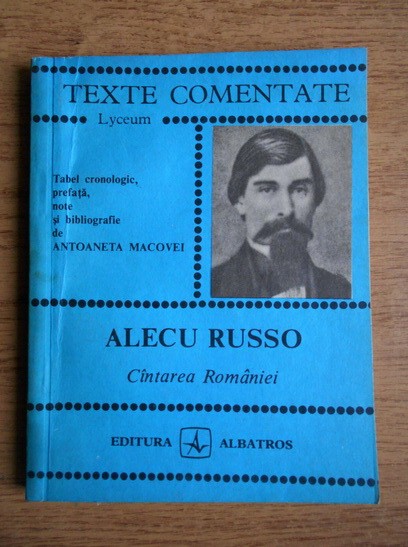 TEXTE COMENTATE
Lyceum
Tabel cronologic,
prefață,
note
și bibliografie
de
ANTOANETA MACOVEI
ALECU RUSSO
Cîntarea României
EDITURA ALBATROS